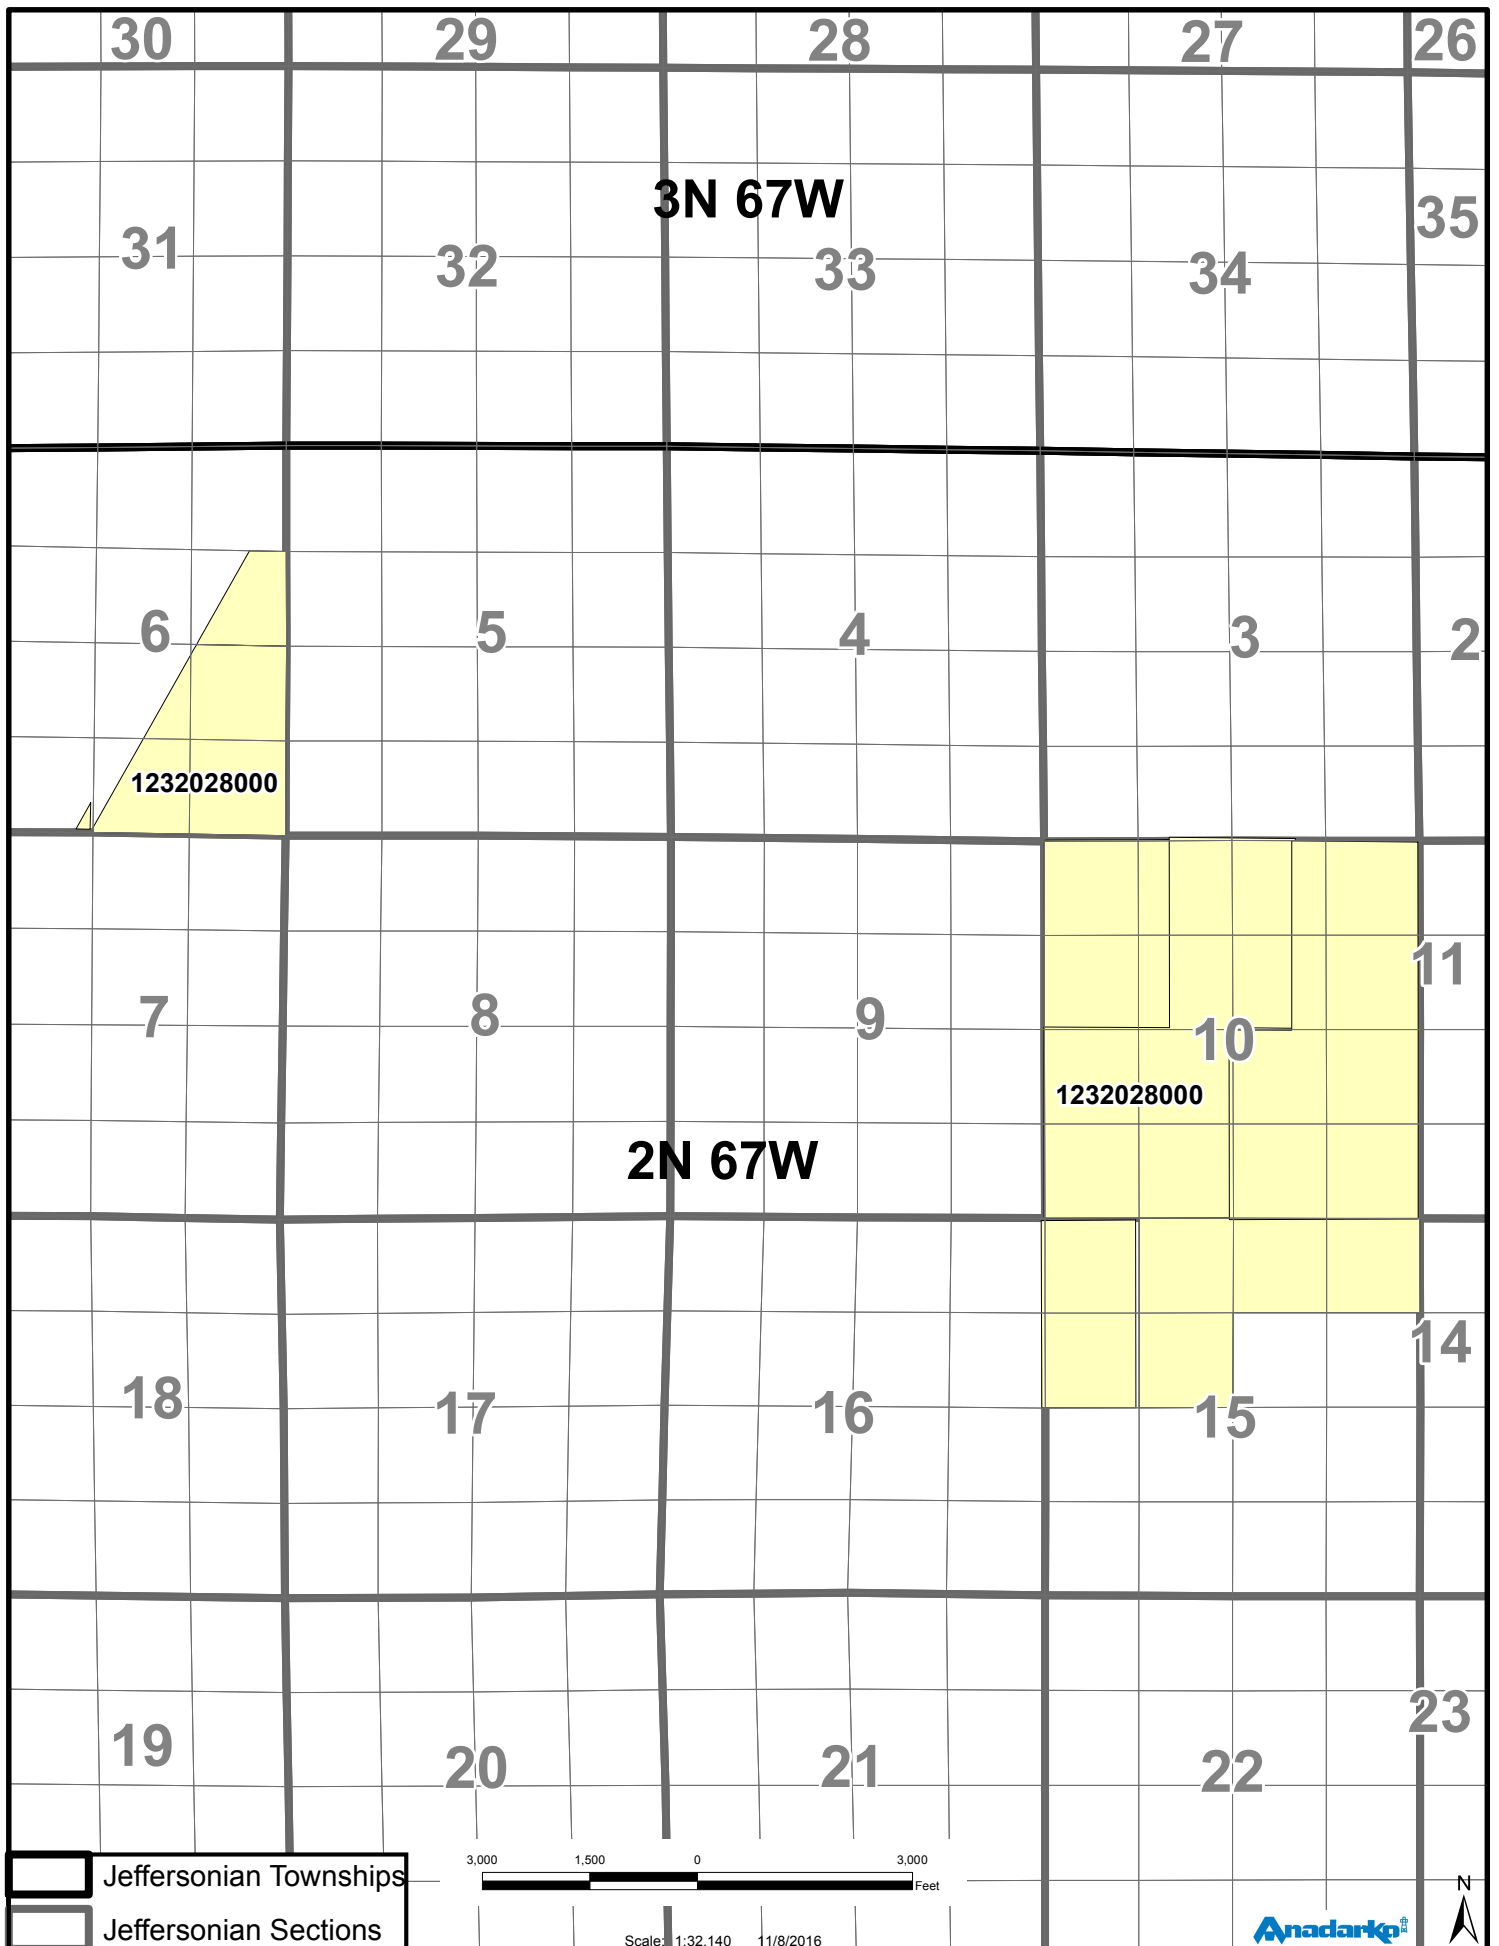 30 29 28 27 26
3N 67W
31 32 33 34 35
6 5 4 3 2
1232028000
7 8 9 10 11
1232028000
2N 67W
18 17 16 15 14
19 20 21 22 23
Jeffersonian Townships
Jeffersonian Sections
3,000 1,500 0 3,000
Feet
Scale: 1:32,140 11/8/2016
Anadarko
N